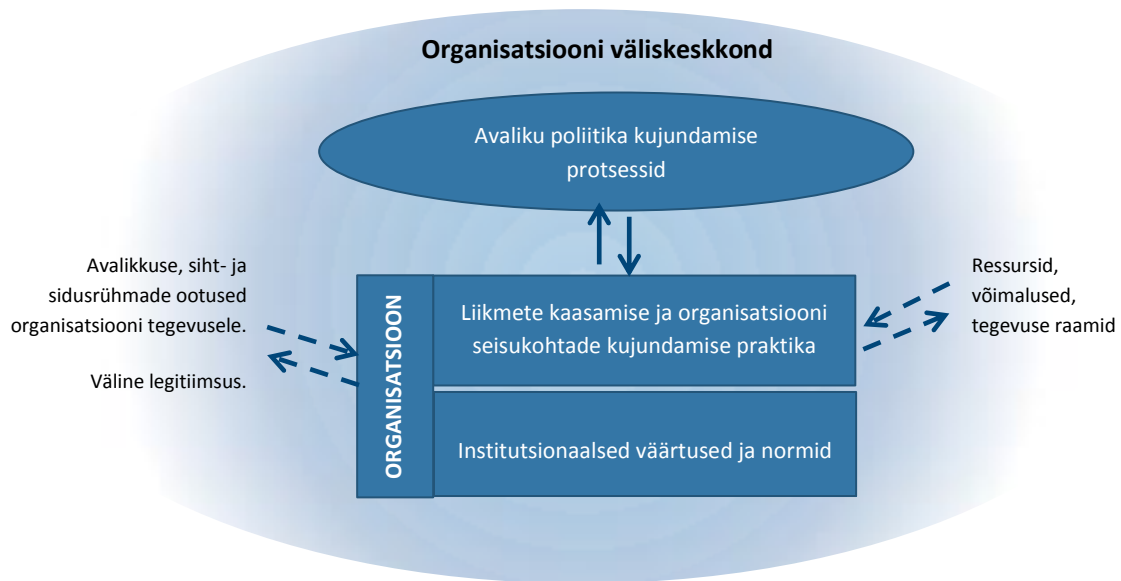 Organisatsiooni väliskeskkond
Avaliku poliitika kujundamise
protsessid
Avalikkuse, siht- ja
sidusrühmade ootused
organisatsiooni tegevusele.
Väline legitiimsus.
ORGANISATSIOON
Liikmete kaasamise ja organisatsiooni
seisukohtade kujundamise praktika
Institutsionaalsed väärtused ja normid
Ressursid,
võimalused,
tegevuse raamid